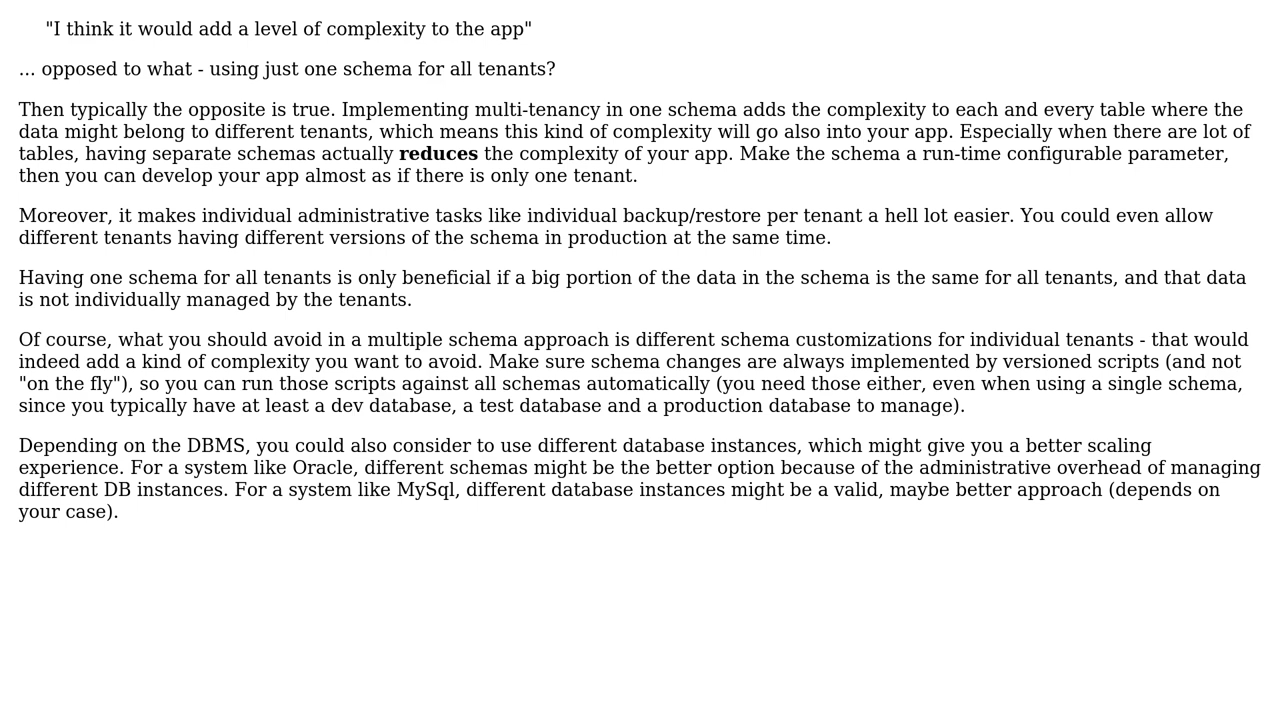 "I think it would add a level of complexity to the app"
... opposed to what - using just one schema for all tenants?
Then typically the opposite is true. Implementing multi-tenancy in one schema adds the complexity to each and every table where the
data might belong to different tenants, which means this kind of complexity will go also into your app. Especially when there are lot of
tables, having separate schemas actually reduces the complexity of your app. Make the schema a run-time configurable parameter,
then you can develop your app almost as if there is only one tenant.
Moreover, it makes individual administrative tasks like individual backup/restore per tenant a hell lot easier. You could even allow
different tenants having different versions of the schema in production at the same time.
Having one schema for all tenants is only beneficial if a big portion of the data in the schema is the same for all tenants, and that data
is not individually managed by the tenants.
Of course, what you should avoid in a multiple schema approach is different schema customizations for individual tenants - that would
indeed add a kind of complexity you want to avoid. Make sure schema changes are always implemented by versioned scripts (and not
"on the fly"), so you can run those scripts against all schemas automatically (you need those either, even when using a single schema,
since you typically have at least a dev database, a test database and a production database to manage).
Depending on the DBMS, you could also consider to use different database instances, which might give you a better scaling
experience. For a system like Oracle, different schemas might be the better option because of the administrative overhead of managing
different DB instances. For a system like MySql, different database instances might be a valid, maybe better approach (depends on
your case).